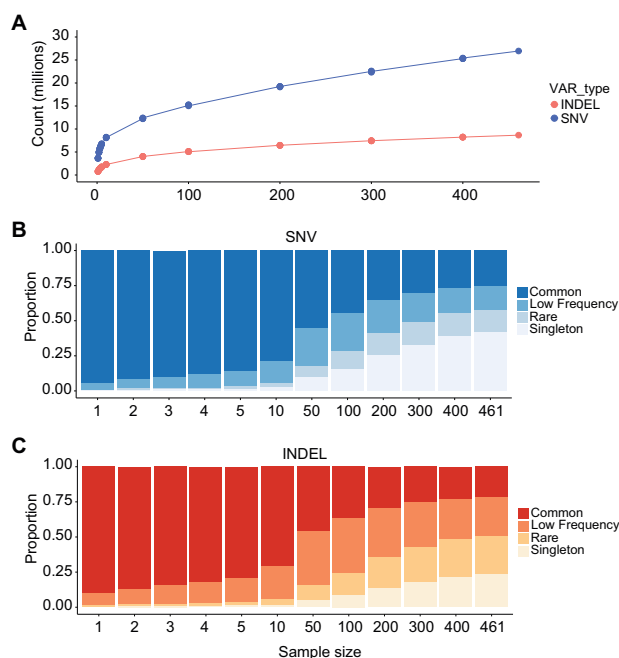 A
Count (millions)
30
25
20
15
10
5
0
0 100 200 300 400
VAR_type
INDEL
SNV
B
SNV
Proportion
1.00
0.75
0.50
0.25
0.00
1 2 3 4 5 10 50 100 200 300 400 461
Common
Low Frequency
Rare
Singleton
C
INDEL
Proportion
1.00
0.75
0.50
0.25
0.00
1 2 3 4 5 10 50 100 200 300 400 461
Sample size
Common
Low Frequency
Rare
Singleton